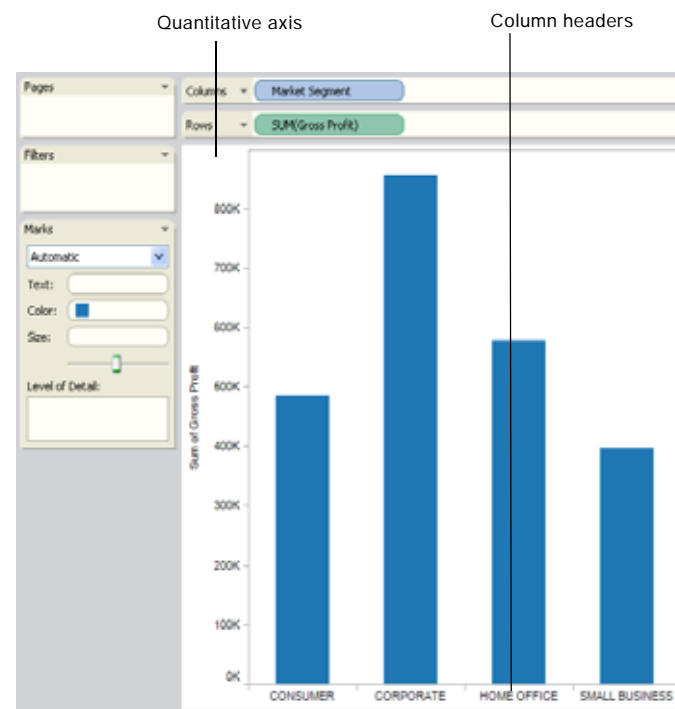 Quantitative axis
Column headers
Pages
Columns
Market Segment
Rows
SUM(Gross Profit)
Filters
Marks
Automatic
Text:
Color:
Size:
Level of Detail:
Sum of Gross Profit
800K
700K
600K
500K
400K
300K
200K
100K
0K
CONSUMER
CORPORATE
HOME OFFICE
SMALL BUSINESS